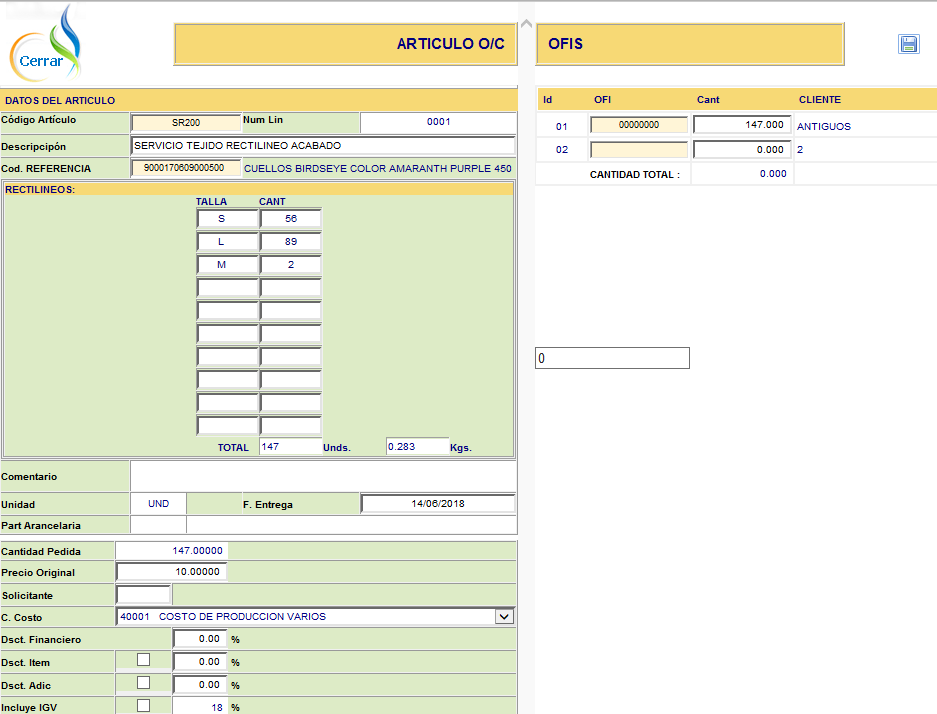 Cerrar
ARTICULO O/C
OFIS
DATOS DEL ARTICULO
Código Artículo SR200 Num Lin 0001
Descripcipón SERVICIO TEJIDO RECTILINEO ACABADO
Cod. REFERENCIA 9000170609000500 CUELLOS BIRDSEYE COLOR AMARANTH PURPLE 450
RECTILINEOS:
TALLA CANT
S 56
L 89
M 2
TOTAL 147 Unds. 0.283 Kgs.
Comentario
Unidad UND F. Entrega 14/06/2018
Part Arancelaria
Cantidad Pedida 147.00000
Precio Original 10.00000
Solicitante
C. Costo 40001 COSTO DE PRODUCCION VARIOS
Dsct. Financiero 0.00 %
Dsct. Item 0.00 %
Dsct. Adic 0.00 %
Incluye IGV 18 %
Id OFI Cant CLIENTE
01 00000000 147.000 ANTIGUOS
02 0.000 2
CANTIDAD TOTAL : 0.000
0